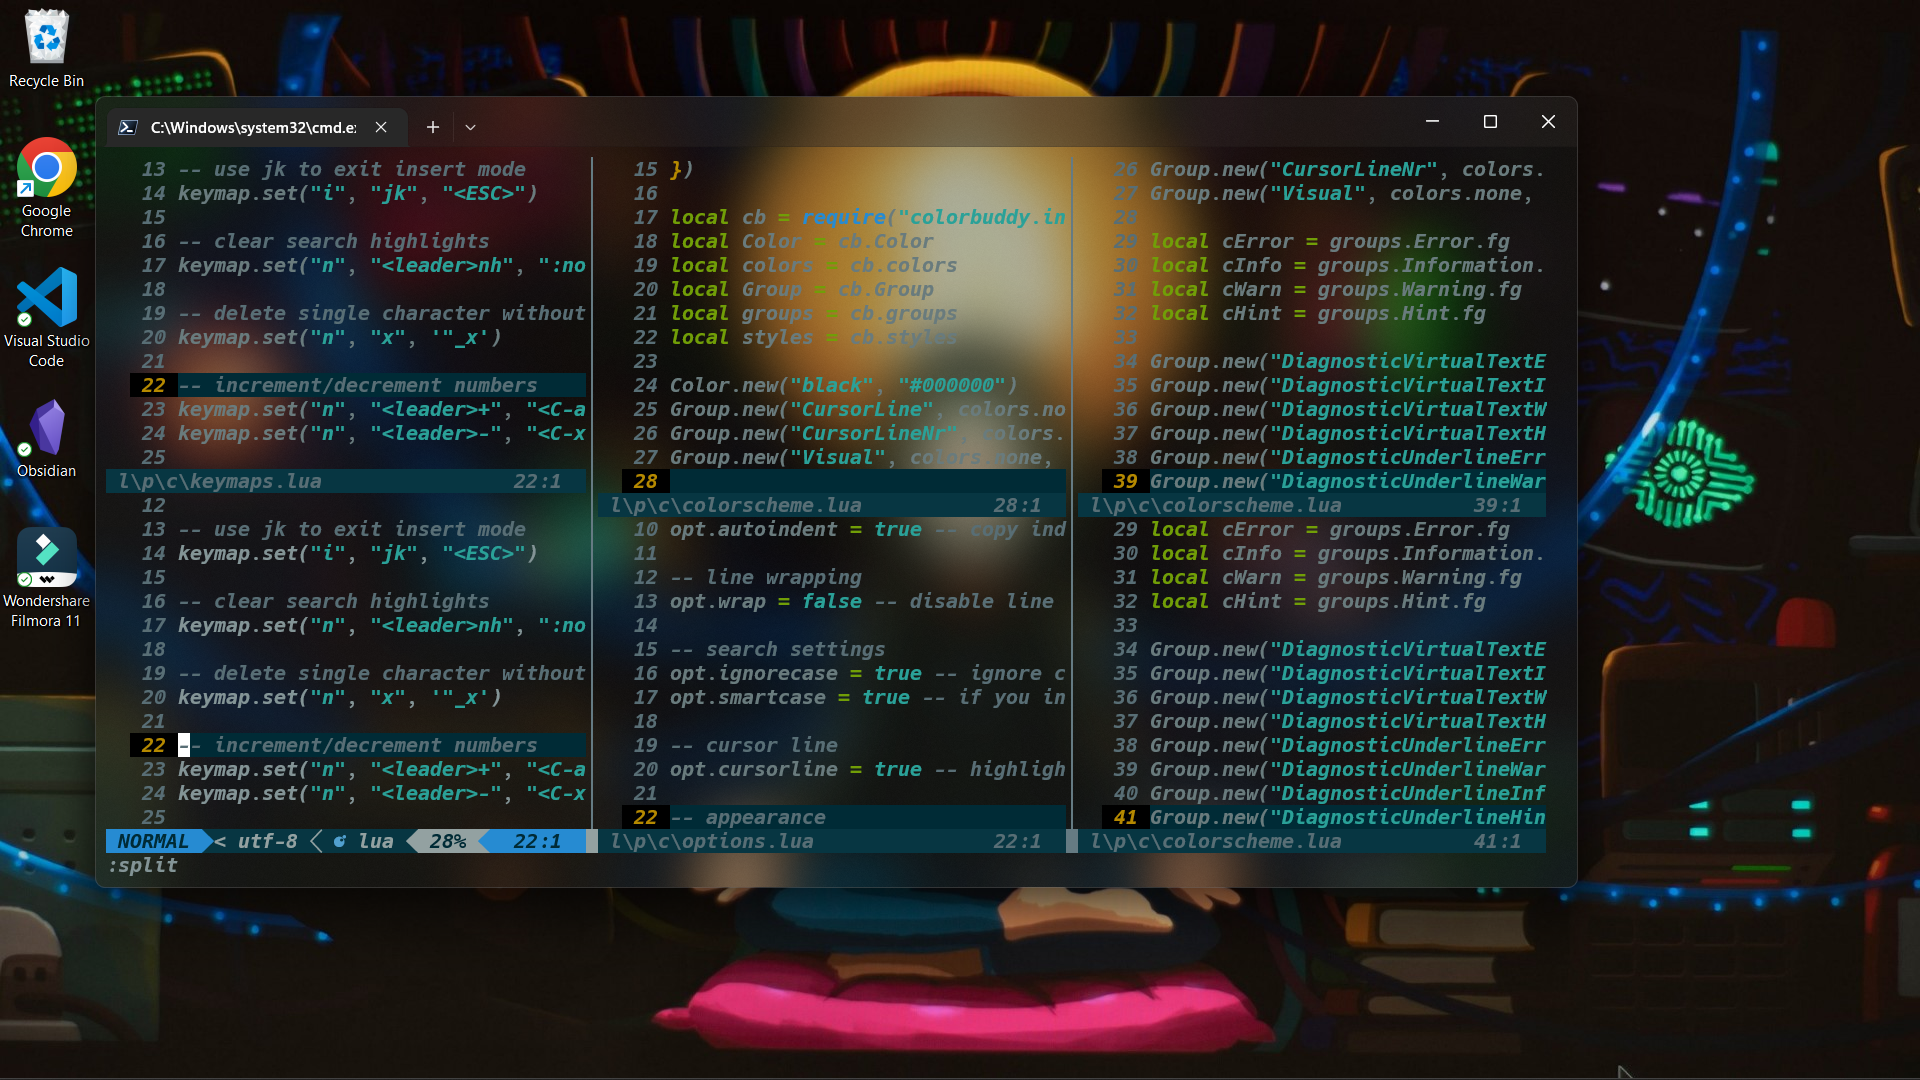 Recycle Bin
Google
Chrome
Visual Studio
Code
Obsidian
Wondershare
Filmora 11
C:\Windows\system32\cmd.e
13 -- use jk to exit insert mode
14 keymap.set("i", "jk", "<ESC>")
15
16 -- clear search highlights
17 keymap.set("n", "<leader>nh", ":no
18
19 -- delete single character without
20 keymap.set("n", "x", '"_x')
21
22 -- increment/decrement numbers
23 keymap.set("n", "<leader>+", "<C-a
24 keymap.set("n", "<leader>-", "<C-x
25
l\p\c\keymaps.lua 22:1
12
13 -- use jk to exit insert mode
14 keymap.set("i", "jk", "<ESC>")
15
16 -- clear search highlights
17 keymap.set("n", "<leader>nh", ":no
18
19 -- delete single character without
20 keymap.set("n", "x", '"_x')
21
22 -- increment/decrement numbers
23 keymap.set("n", "<leader>+", "<C-a
24 keymap.set("n", "<leader>-", "<C-x
25
NORMAL < utf-8 lua 28% 22:1
:split
15 })
16
17 local cb = require("colorbuddy.in
18 local Color = cb.Color
19 local colors = cb.colors
20 local Group = cb.Group
21 local groups = cb.groups
22 local styles = cb.styles
23
24 Color.new("black", "#000000")
25 Group.new("CursorLine", colors.no
26 Group.new("CursorLineNr", colors.
27 Group.new("Visual", colors.none,
28
l\p\c\colorscheme.lua 28:1
10 opt.autoindent = true -- copy ind
11
12 -- line wrapping
13 opt.wrap = false -- disable line
14
15 -- search settings
16 opt.ignorecase = true -- ignore c
17 opt.smartcase = true -- if you in
18
19 -- cursor line
20 opt.cursorline = true -- highligh
21
22 -- appearance
l\p\c\options.lua 22:1
26 Group.new("CursorLineNr", colors.
27 Group.new("Visual", colors.none,
28
29 local cError = groups.Error.fg
30 local cInfo = groups.Information.
31 local cWarn = groups.Warning.fg
32 local cHint = groups.Hint.fg
33
34 Group.new("DiagnosticVirtualTextE
35 Group.new("DiagnosticVirtualTextI
36 Group.new("DiagnosticVirtualTextW
37 Group.new("DiagnosticVirtualTextH
38 Group.new("DiagnosticUnderlineErr
39 Group.new("DiagnosticUnderlineWar
l\p\c\colorscheme.lua 39:1
29 local cError = groups.Error.fg
30 local cInfo = groups.Information.
31 local cWarn = groups.Warning.fg
32 local cHint = groups.Hint.fg
33
34 Group.new("DiagnosticVirtualTextE
35 Group.new("DiagnosticVirtualTextI
36 Group.new("DiagnosticVirtualTextW
37 Group.new("DiagnosticVirtualTextH
38 Group.new("DiagnosticUnderlineErr
39 Group.new("DiagnosticUnderlineWar
40 Group.new("DiagnosticUnderlineInf
41 Group.new("DiagnosticUnderlineHin
l\p\c\colorscheme.lua 41:1